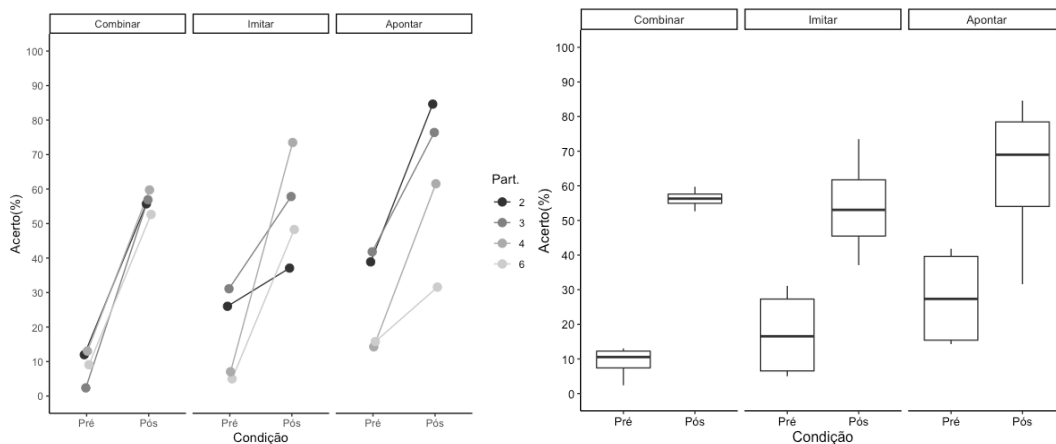 Combinar Imitar Apontar
Acerto(%)
100
90
80
70
60
50
40
30
20
10
0
Pré Pós Pré Pós Pré Pós
Condição
Part.
2
3
4
6
Combinar Imitar Apontar
Acerto(%)
100
90
80
70
60
50
40
30
20
10
0
Pré Pós Pré Pós Pré Pós
Condição